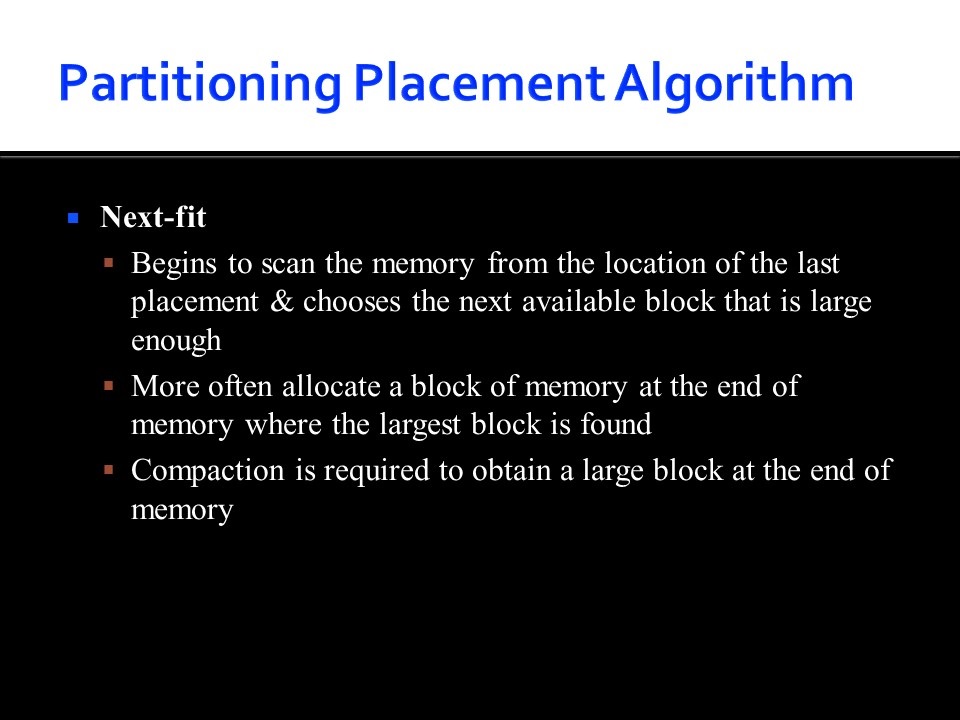 Partitioning Placement Algorithm
Next-fit
Begins to scan the memory from the location of the last
placement & chooses the next available block that is large
enough
More often allocate a block of memory at the end of
memory where the largest block is found
Compaction is required to obtain a large block at the end of
memory